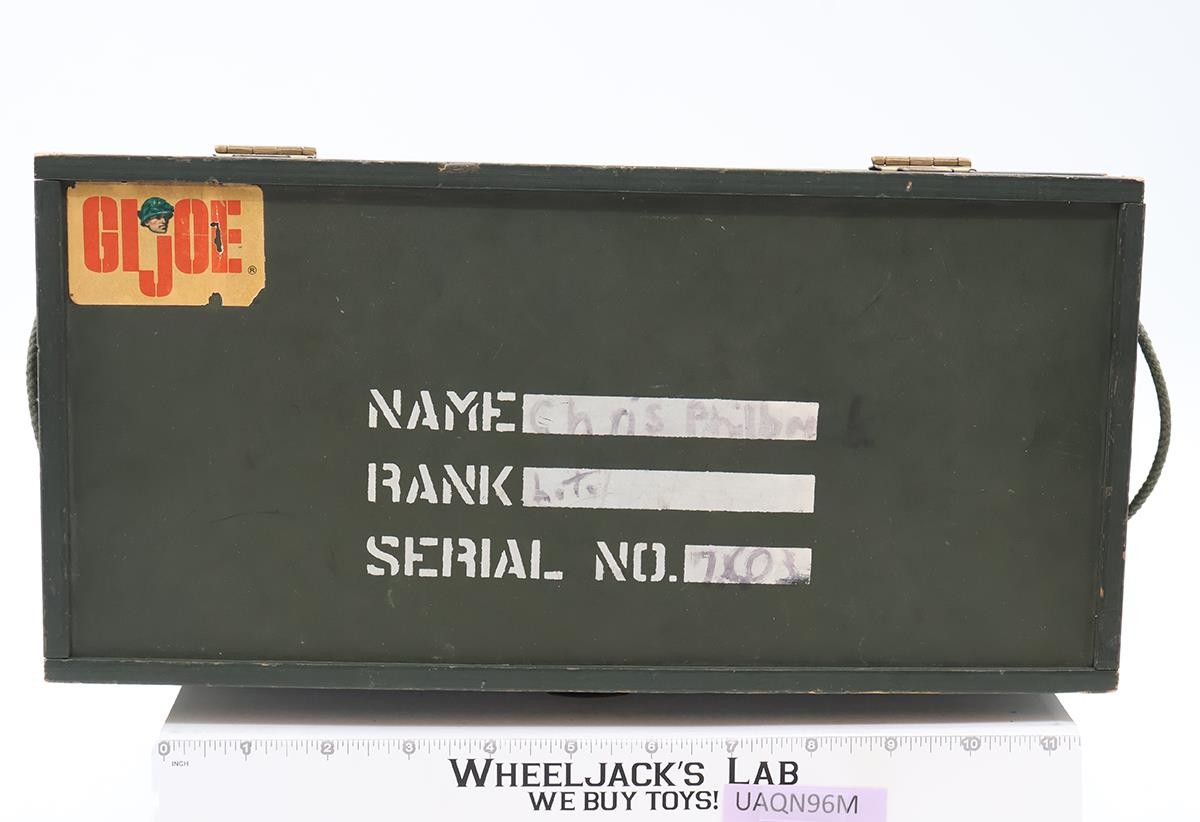 GI JOE ®
NAME Chris
RANK
SERIAL NO.
0 1 2 3 4 5 6 7 8 9 10 11
INCH
WHEELJACK'S LAB
WE BUY TOYS! UAQN96M